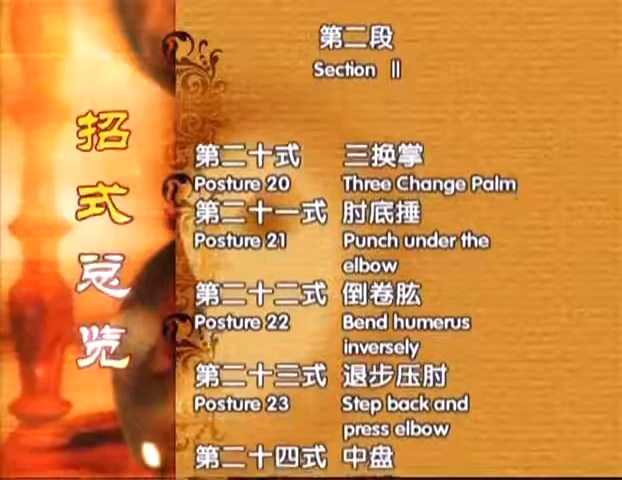 招式总览
第二段
Section II
第二十式 三换掌
Posture 20 Three Change Palm
第二十一式 肘底捶
Posture 21 Punch under the
elbow
第二十二式 倒卷肱
Posture 22 Bend humerus
inversely
第二十三式 退步压肘
Posture 23 Step back and
press elbow
第二十四式 中盘